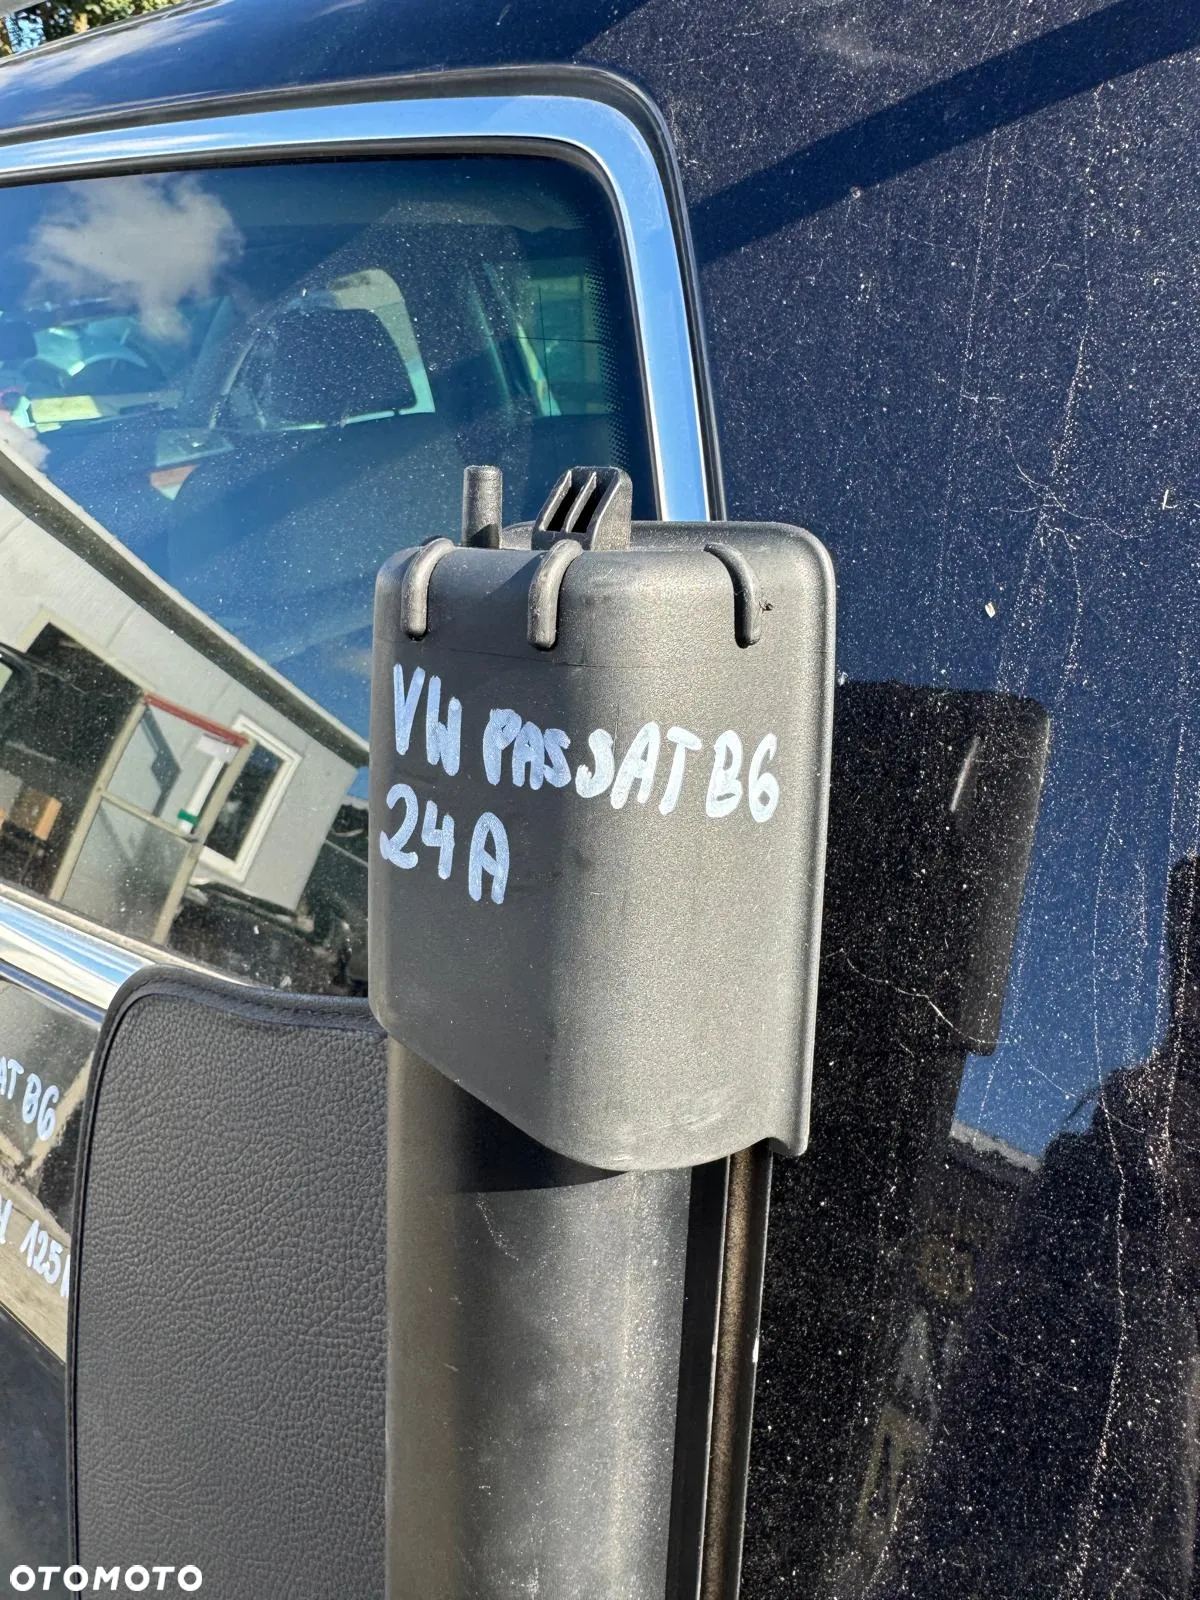 VW PASSAT B6
24A
AT B6
125
OTOMOTO